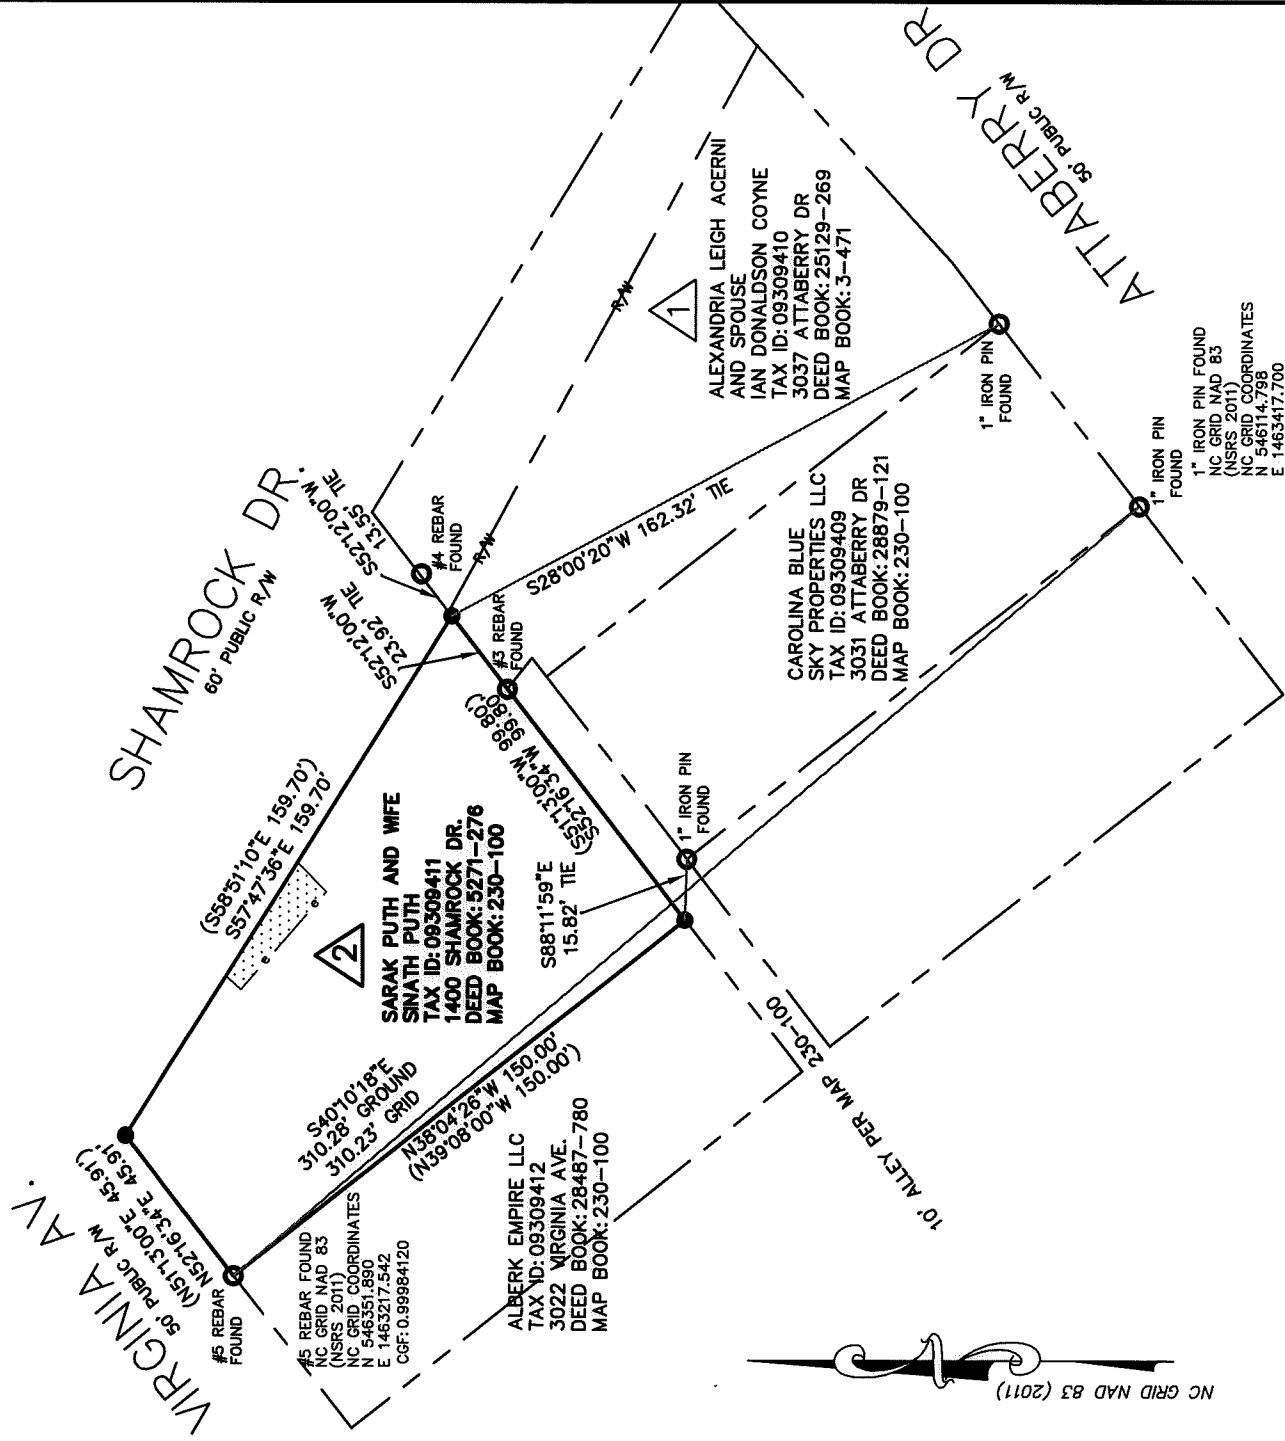 VIRGINIA AV.
50' PUBLIC R/W
(N51°13'00"E 45.91')
N52°16'34"E 45.91'
#5 REBAR
FOUND
#5 REBAR FOUND
NC GRID NAD 83
(NSRS 2011)
NC GRID COORDINATES
N 546351.890
E 1463217.542
CGF: 0.99984120
SHAMROCK DR.
60' PUBLIC R/W
(S58°51'10"E 159.70')
S57°47'36"E 159.70'
e'
e'
2
SARAK PUTH AND WIFE
SINATH PUTH
TAX ID: 09309411
1400 SHAMROCK DR.
DEED BOOK: 5271-276
MAP BOOK: 230-100
S40°10'18"E
310.28' GROUND
310.23' GRID
N38°04'26"W 150.00'
(N39°08'00"W 150.00')
ALBERK EMPIRE LLC
TAX ID: 09309412
3022 VIRGINIA AVE.
DEED BOOK: 28487-780
MAP BOOK: 230-100
S52°12'00"W
13.55' TIE
#4 REBAR
FOUND
S52°12'00"W
23.92' TIE
#3 REBAR
FOUND
(S51°13'00"W 99.80')
S52°16'34"W 99.80'
S88°11'59"E
15.82' TIE
1" IRON PIN
FOUND
10' ALLEY PER MAP 230-100
R/W
R/W
S28°00'20"W 162.32' TIE
1
ALEXANDRIA LEIGH ACERNI
AND SPOUSE
IAN DONALDSON COYNE
TAX ID: 09309410
3037 ATTABERRY DR
DEED BOOK: 25129-269
MAP BOOK: 3-471
CAROLINA BLUE
SKY PROPERTIES LLC
TAX ID: 09309409
3031 ATTABERRY DR
DEED BOOK: 28879-121
MAP BOOK: 230-100
1" IRON PIN
FOUND
1" IRON PIN
FOUND
1" IRON PIN FOUND
NC GRID NAD 83
(NSRS 2011)
NC GRID COORDINATES
N 546114.798
E 1463417.700
ATTABERRY DR
50' PUBLIC R/W
N
NC GRID NAD 83 (2011)